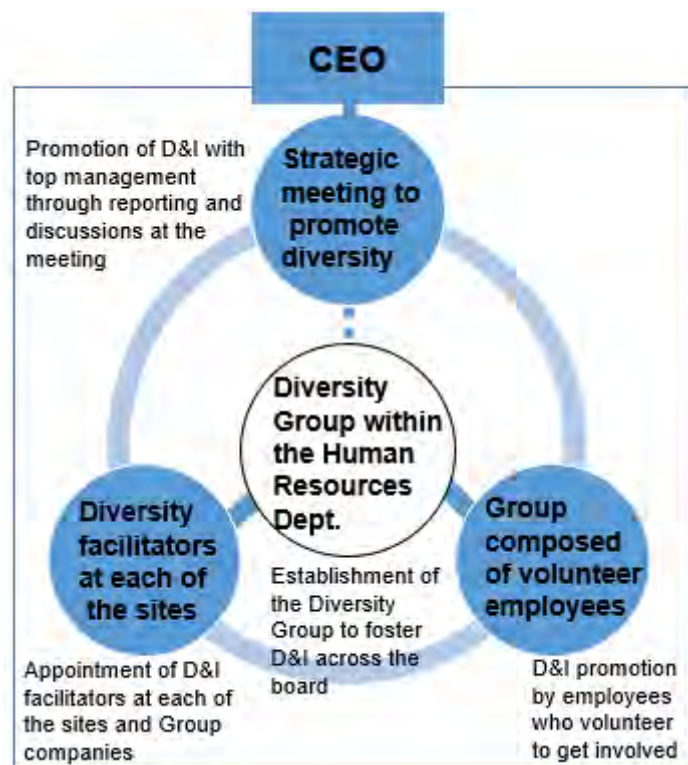 CEO
Promotion of D&I with
top management
through reporting and
discussions at the
meeting
Strategic
meeting to
promote
diversity
Diversity
Group within
the Human
Resources
Dept.
Diversity
facilitators
at each of
the sites
Group
composed
of volunteer
employees
Establishment of
the Diversity
Group to foster
D&I across the
board
Appointment of D&I
facilitators at each of
the sites and Group
companies
D&I promotion
by employees
who volunteer
to get involved